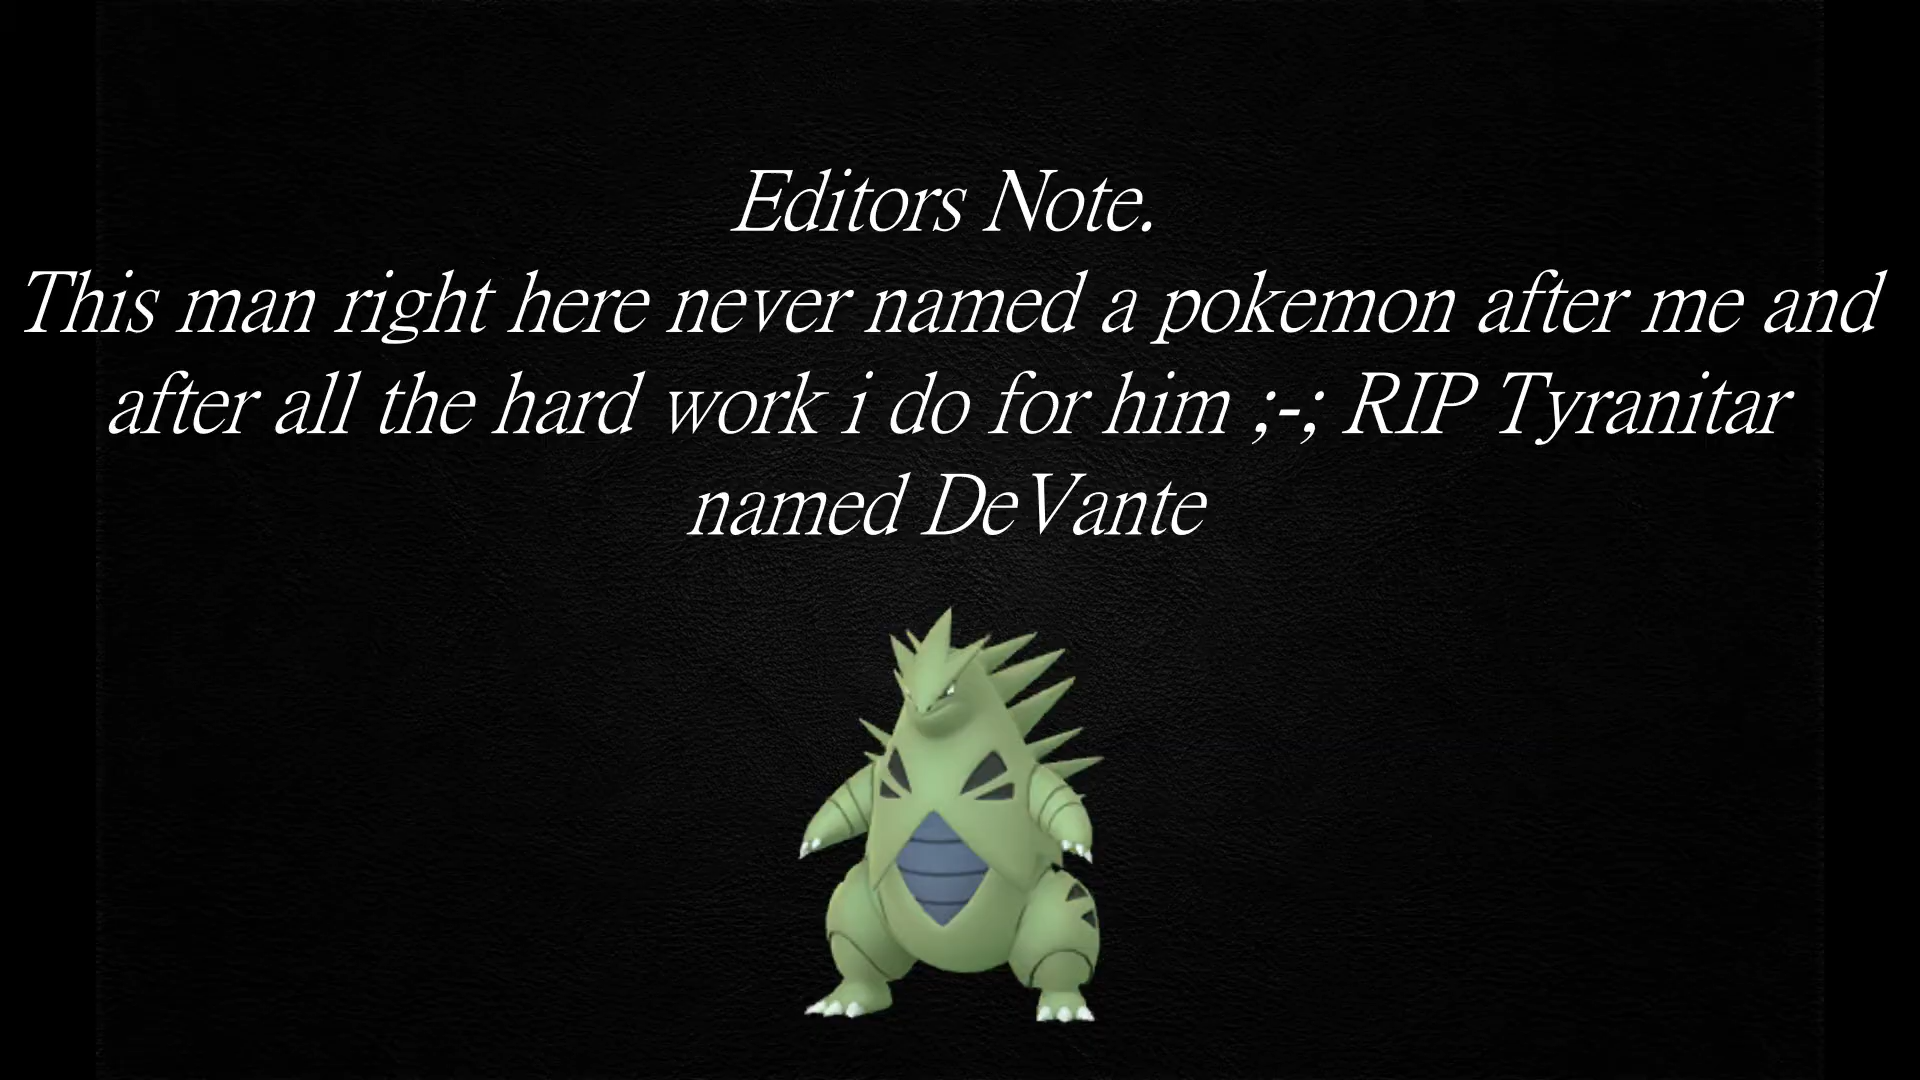 Editors Note.
This man right here never named a pokemon after me and
after all the hard work i do for him ;-; RIP Tyranitar
named DeVante